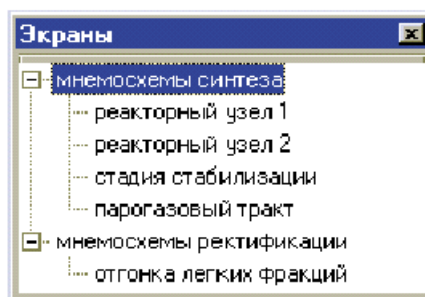 Экраны
мнемосхемы синтеза
реакторный узел 1
реакторный узел 2
стадия стабилизации
парогазовый тракт
мнемосхемы ректификации
отгонка легких фракций